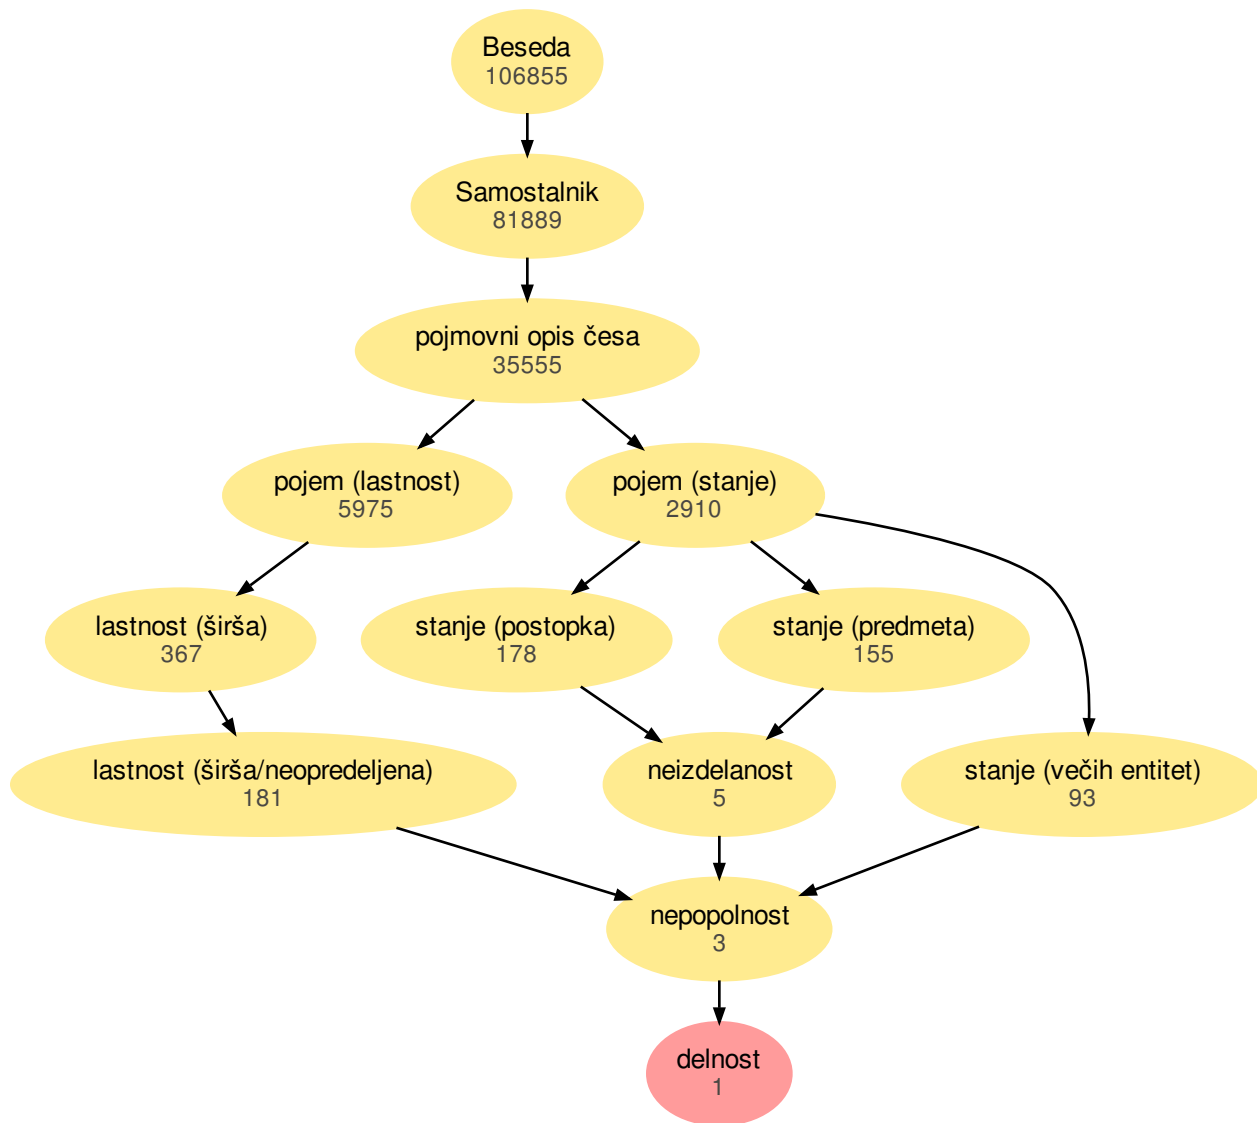 Beseda
106855
Samostalnik
81889
pojmovni opis česa
35555
pojem (lastnost)
5975
pojem (stanje)
2910
lastnost (širša)
367
stanje (postopka)
178
stanje (predmeta)
155
lastnost (širša/neopredeljena)
181
neizdelanost
5
stanje (večih entitet)
93
nepopolnost
3
delnost
1